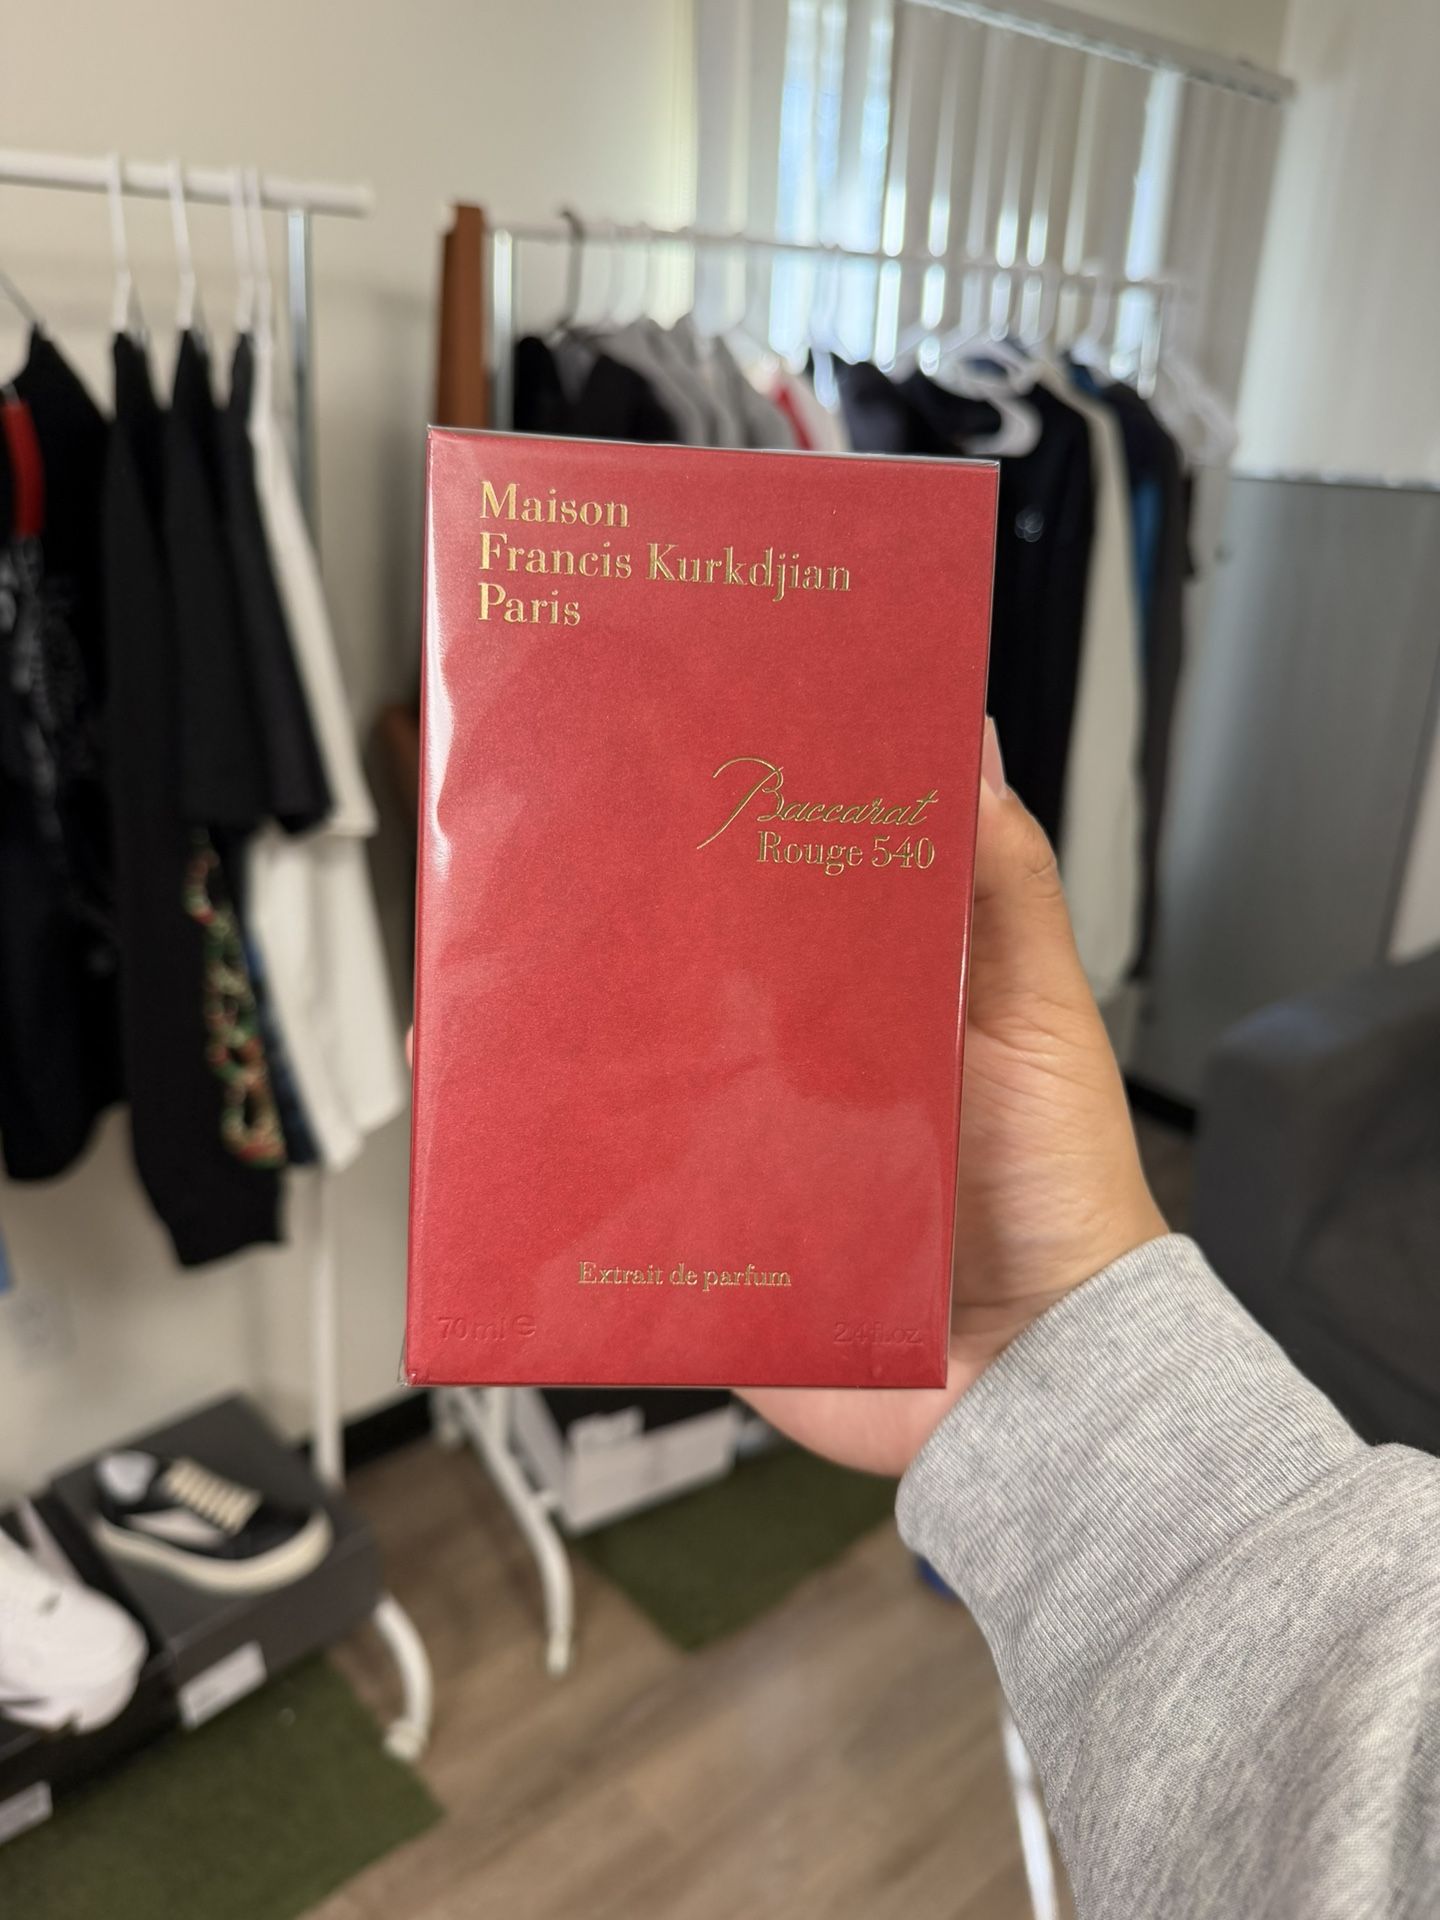 Maison
Francis Kurkdjian
Paris
Baccarat
Rouge 540
Extrait de parfum
70 ml ℮ 2.4 fl.oz.